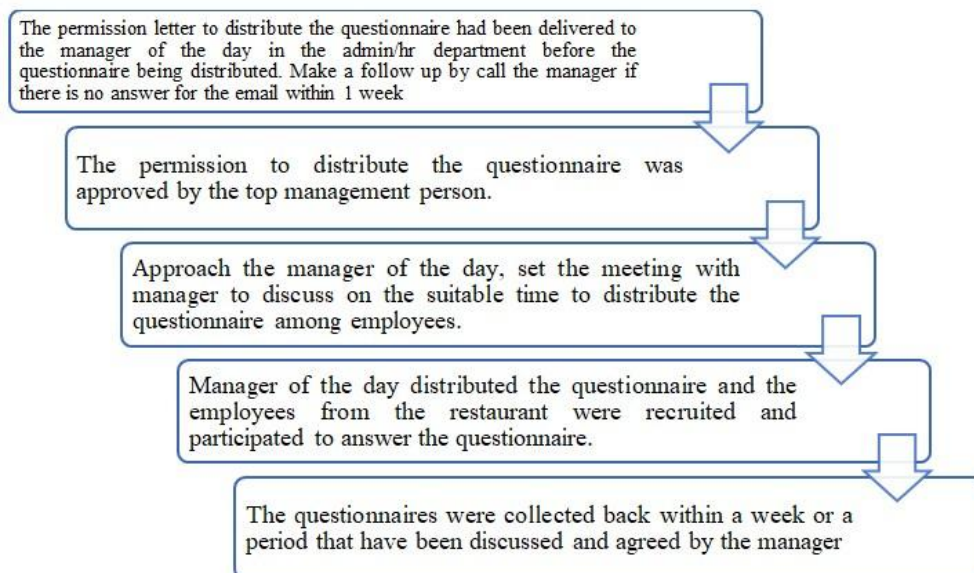 The permission letter to distribute the questionnaire had been delivered to
the manager of the day in the admin/hr department before the
questionnaire being distributed. Make a follow up by call the manager if
there is no answer for the email within 1 week
The permission to distribute the questionnaire was
approved by the top management person.
Approach the manager of the day, set the meeting with
manager to discuss on the suitable time to distribute the
questionnaire among employees.
Manager of the day distributed the questionnaire and the
employees from the restaurant were recruited and
participated to answer the questionnaire.
The questionnaires were collected back within a week or a
period that have been discussed and agreed by the manager